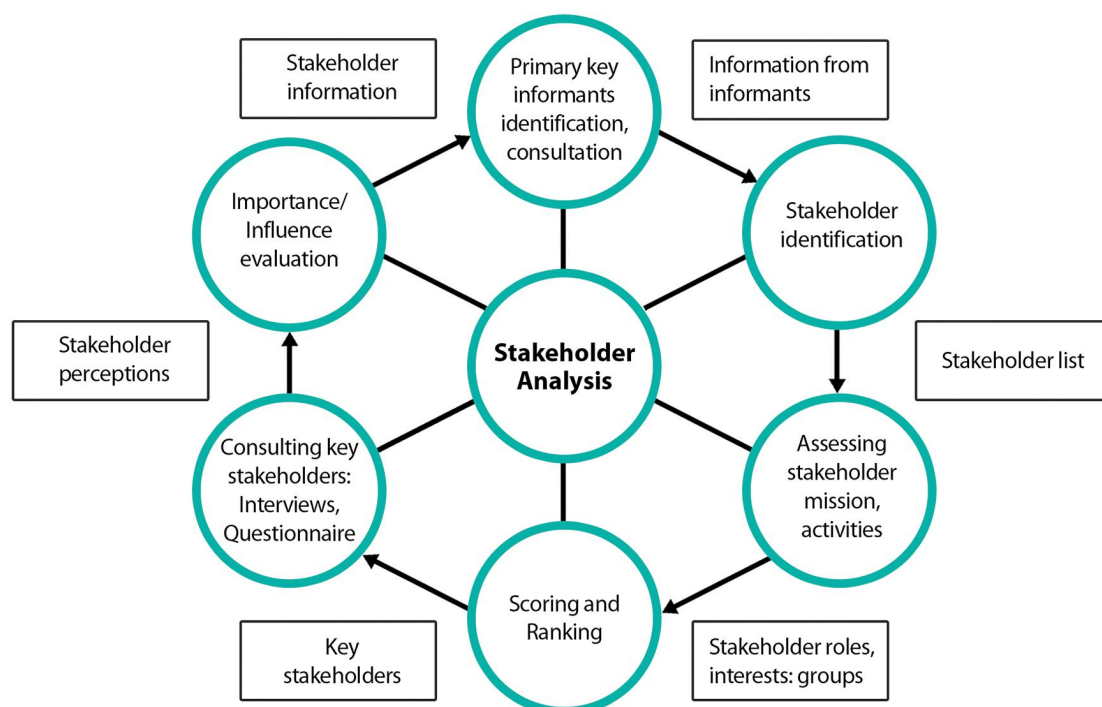 Stakeholder
information
Primary key
informants
identification,
consultation
Information from
informants
Importance/
Influence
evaluation
Stakeholder
identification
Stakeholder
perceptions
Stakeholder
Analysis
Stakeholder list
Consulting key
stakeholders:
Interviews,
Questionnaire
Assessing
stakeholder
mission,
activities
Scoring and
Ranking
Key
stakeholders
Stakeholder roles,
interests: groups